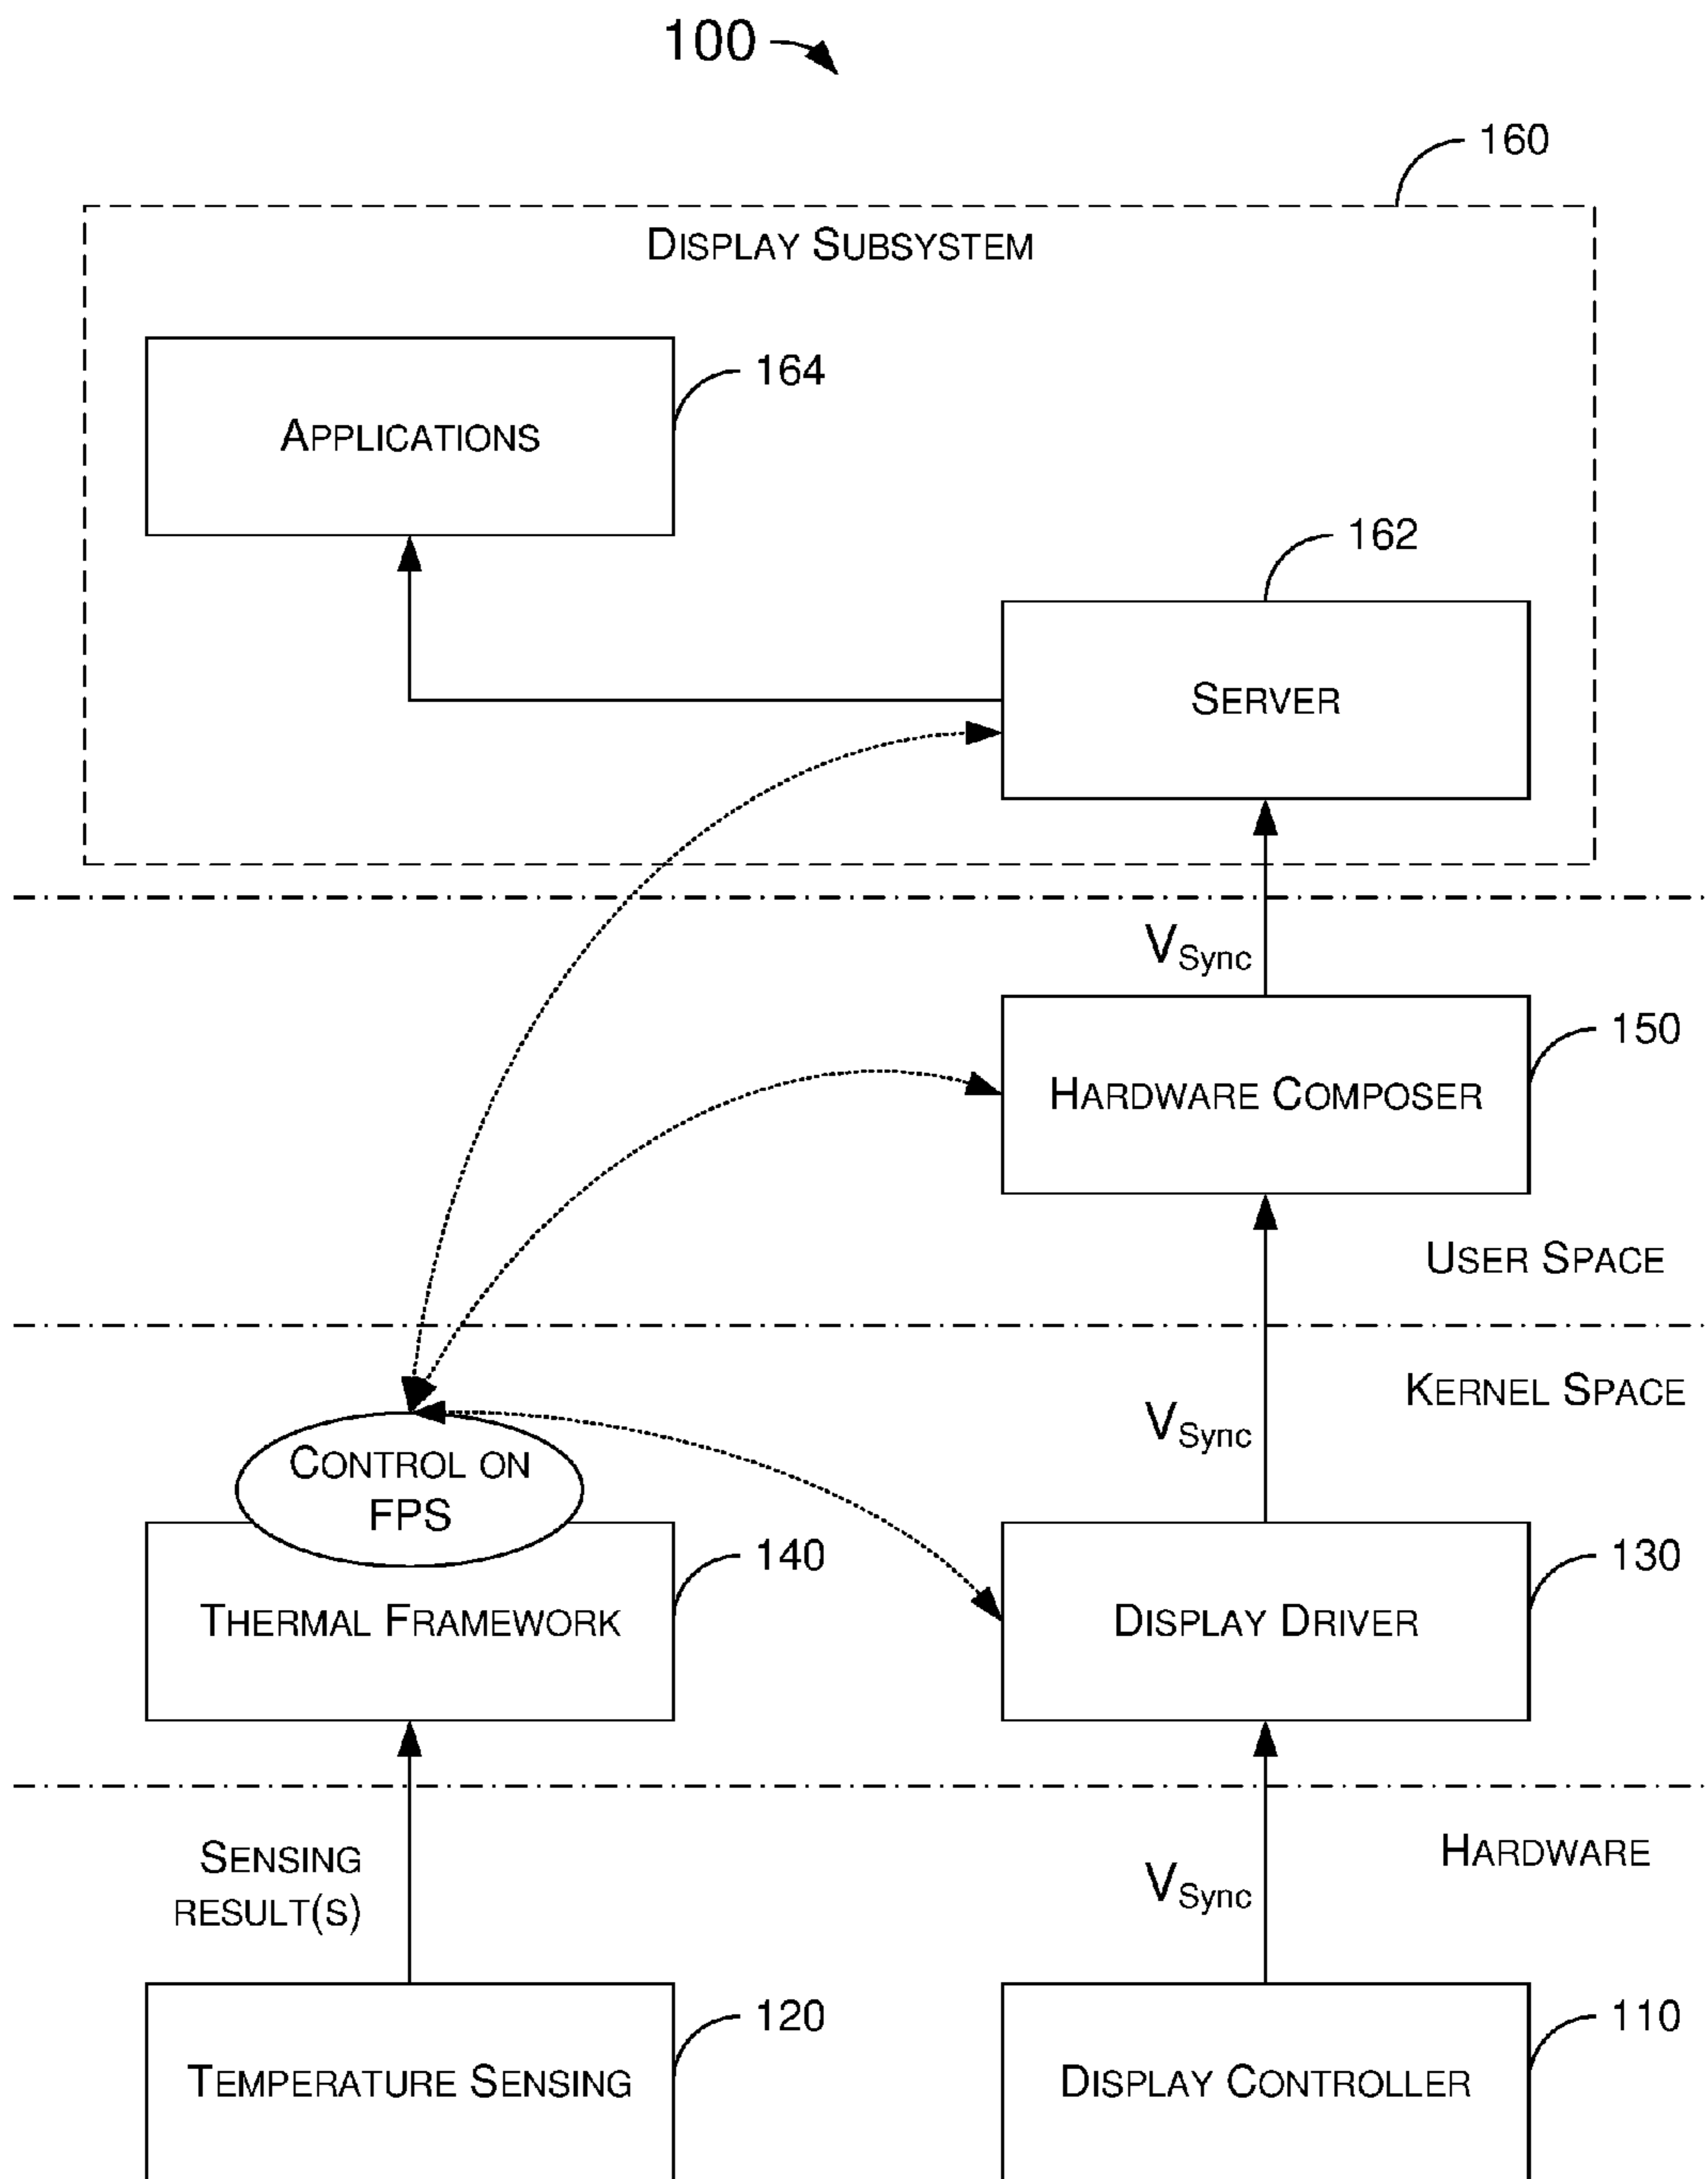 100
160
DISPLAY SUBSYSTEM
164
APPLICATIONS
162
SERVER
VSync
150
HARDWARE COMPOSER
USER SPACE
KERNEL SPACE
VSync
CONTROL ON
FPS
140
130
THERMAL FRAMEWORK
DISPLAY DRIVER
SENSING
RESULT(S)
HARDWARE
VSync
120
110
TEMPERATURE SENSING
DISPLAY CONTROLLER